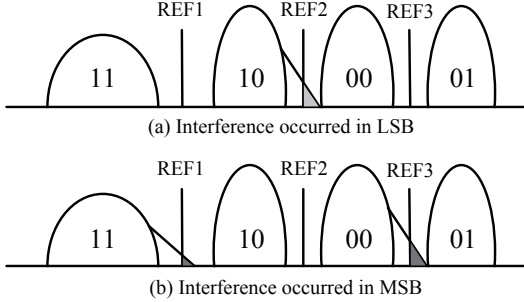 REF1 REF2 REF3
11 10 00 01
(a) Interference occurred in LSB
REF1 REF2 REF3
11 10 00 01
(b) Interference occurred in MSB